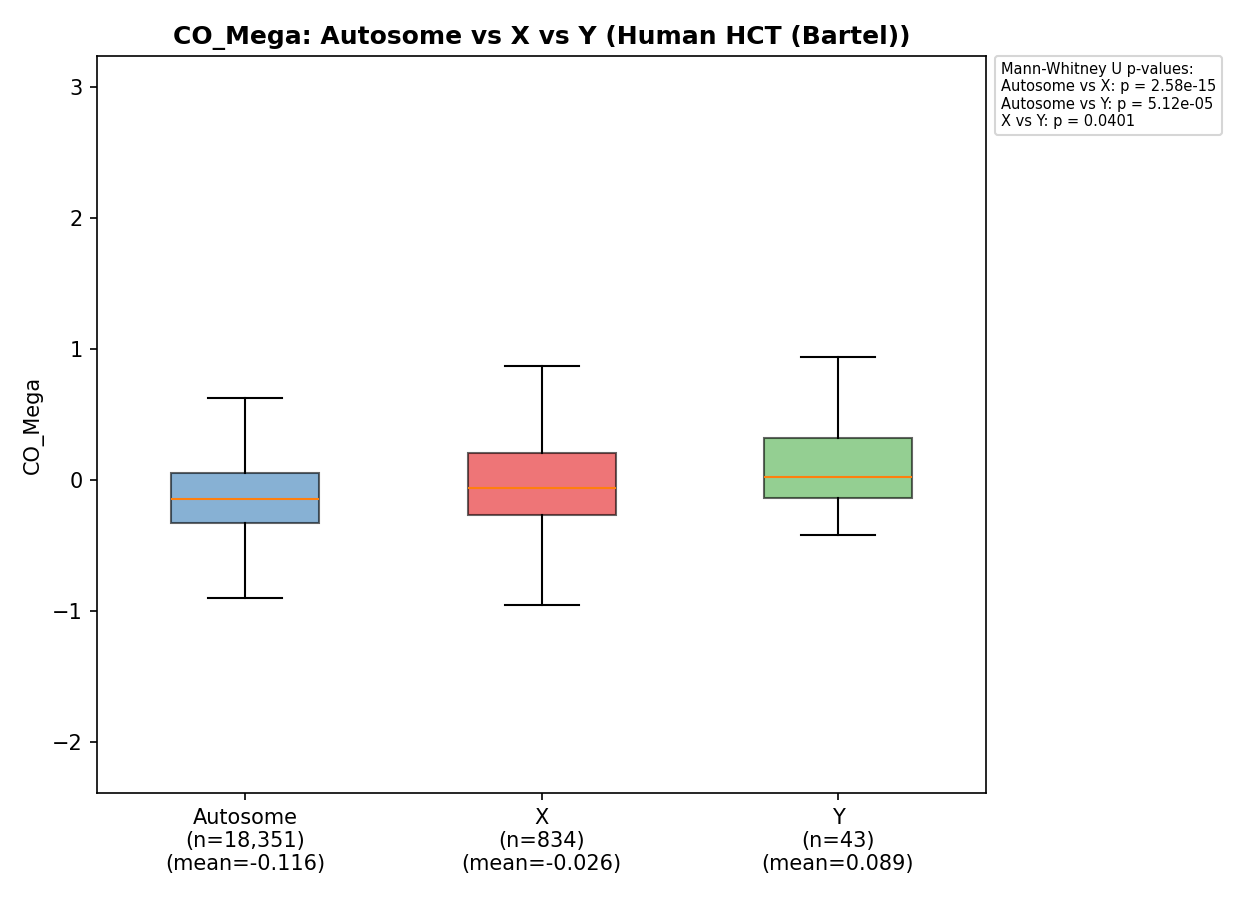 CO_Mega: Autosome vs X vs Y (Human HCT (Bartel))
Mann-Whitney U p-values:
Autosome vs X: p = 2.58e-15
Autosome vs Y: p = 5.12e-05
X vs Y: p = 0.0401
CO_Mega
3
2
1
0
−1
−2
Autosome
(n=18,351)
(mean=-0.116)
X
(n=834)
(mean=-0.026)
Y
(n=43)
(mean=0.089)